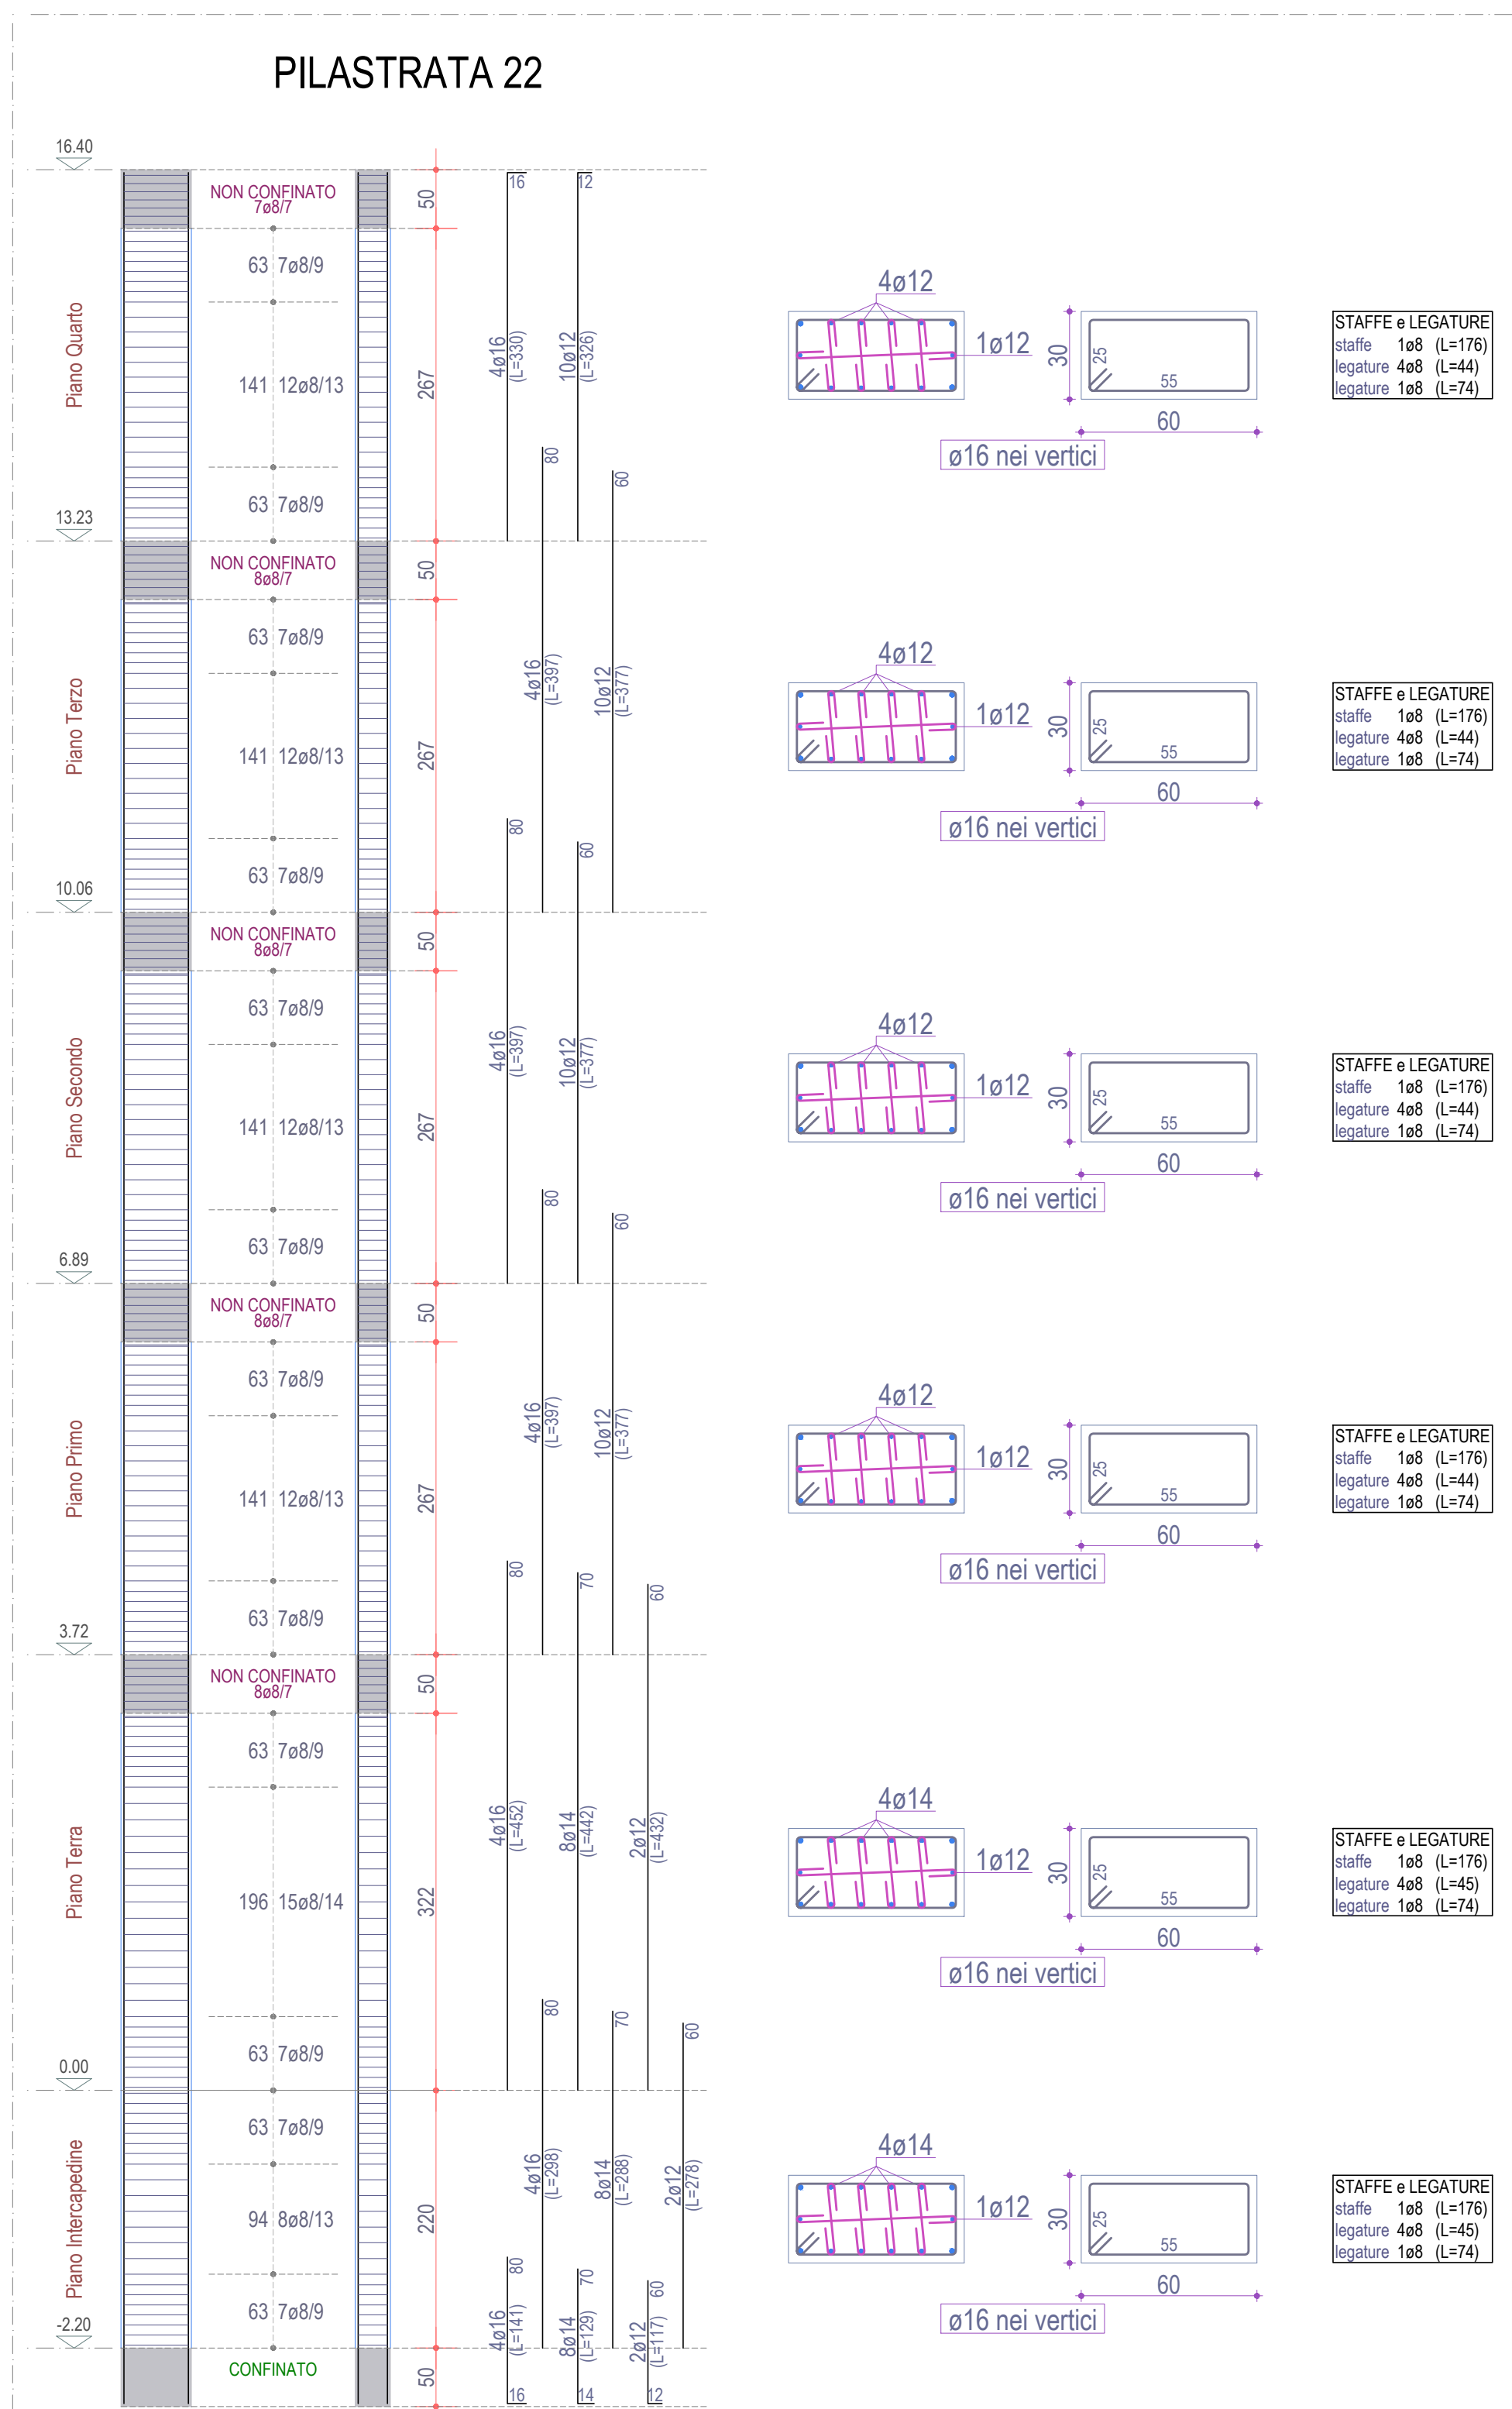 PILASTRATA 22
16.40
NON CONFINATO
7ø8/7
50
16
12
63 7ø8/9
Piano Quarto
141 12ø8/13
267
4ø16
(L=330)
10ø12
(L=326)
80
60
63 7ø8/9
4ø12
1ø12
30
25
55
60
ø16 nei vertici
STAFFE e LEGATURE
staffe 1ø8 (L=176)
legature 4ø8 (L=44)
legature 1ø8 (L=74)
13.23
NON CONFINATO
8ø8/7
50
63 7ø8/9
Piano Terzo
141 12ø8/13
267
4ø16
(L=397)
10ø12
(L=377)
80
60
63 7ø8/9
4ø12
1ø12
30
25
55
60
ø16 nei vertici
STAFFE e LEGATURE
staffe 1ø8 (L=176)
legature 4ø8 (L=44)
legature 1ø8 (L=74)
10.06
NON CONFINATO
8ø8/7
50
63 7ø8/9
Piano Secondo
141 12ø8/13
267
4ø16
(L=397)
10ø12
(L=377)
80
60
63 7ø8/9
4ø12
1ø12
30
25
55
60
ø16 nei vertici
STAFFE e LEGATURE
staffe 1ø8 (L=176)
legature 4ø8 (L=44)
legature 1ø8 (L=74)
6.89
NON CONFINATO
8ø8/7
50
63 7ø8/9
Piano Primo
141 12ø8/13
267
4ø16
(L=397)
10ø12
(L=377)
80
70
60
63 7ø8/9
4ø12
1ø12
30
25
55
60
ø16 nei vertici
STAFFE e LEGATURE
staffe 1ø8 (L=176)
legature 4ø8 (L=44)
legature 1ø8 (L=74)
3.72
NON CONFINATO
8ø8/7
50
63 7ø8/9
Piano Terra
196 15ø8/14
322
4ø16
(L=452)
8ø14
(L=442)
2ø12
(L=432)
80
70
60
63 7ø8/9
4ø14
1ø12
30
25
55
60
ø16 nei vertici
STAFFE e LEGATURE
staffe 1ø8 (L=176)
legature 4ø8 (L=45)
legature 1ø8 (L=74)
0.00
63 7ø8/9
Piano Intercapedine
94 8ø8/13
220
4ø16
(L=298)
8ø14
(L=288)
2ø12
(L=278)
80
70
60
63 7ø8/9
4ø14
1ø12
30
25
55
60
ø16 nei vertici
STAFFE e LEGATURE
staffe 1ø8 (L=176)
legature 4ø8 (L=45)
legature 1ø8 (L=74)
-2.20
4ø16
(L=141)
8ø14
(L=129)
2ø12
(L=117)
CONFINATO
50
16
14
12